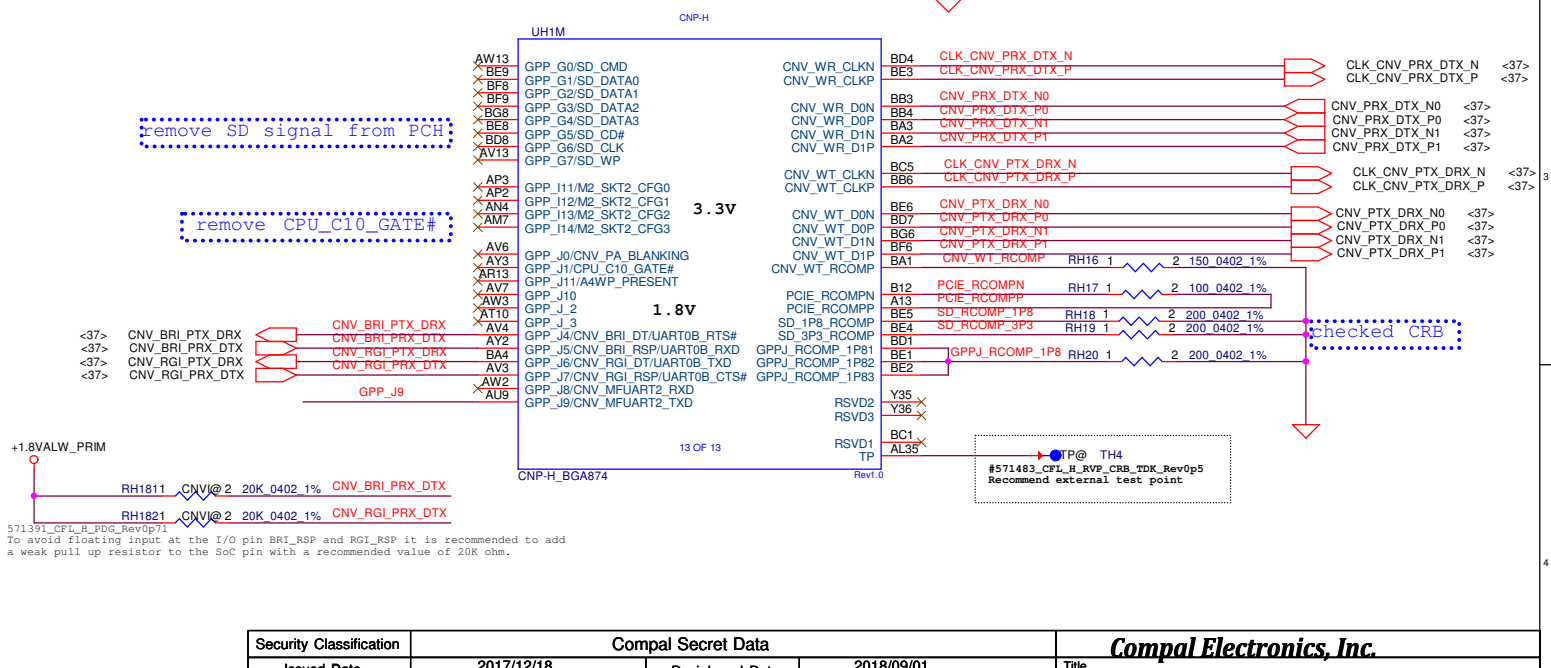 CNP-H
UH1M
AW13 GPP_G0/SD_CMD
BE9 GPP_G1/SD_DATA0
BF8 GPP_G2/SD_DATA1
BF9 GPP_G3/SD_DATA2
BG8 GPP_G4/SD_DATA3
BE8 GPP_G5/SD_CD#
BD8 GPP_G6/SD_CLK
AV13 GPP_G7/SD_WP
remove SD signal from PCH
AP3 GPP_I11/M2_SKT2_CFG0
AP2 GPP_I12/M2_SKT2_CFG1
AN4 GPP_I13/M2_SKT2_CFG2
AM7 GPP_I14/M2_SKT2_CFG3
3.3V
remove CPU_C10_GATE#
AV6 GPP_J0/CNV_PA_BLANKING
AY3 GPP_J1/CPU_C10_GATE#
AR13 GPP_J11/A4WP_PRESENT
AV7 GPP_J10
AW3 GPP_J_2
AT10 GPP_J_3
1.8V
<37> CNV_BRI_PTX_DRX CNV_BRI_PTX_DRX AV4 GPP_J4/CNV_BRI_DT/UART0B_RTS#
<37> CNV_BRI_PRX_DTX CNV_BRI_PRX_DTX AY2 GPP_J5/CNV_BRI_RSP/UART0B_RXD
<37> CNV_RGI_PTX_DRX CNV_RGI_PTX_DRX BA4 GPP_J6/CNV_RGI_DT/UART0B_TXD
<37> CNV_RGI_PRX_DTX CNV_RGI_PRX_DTX AV3 GPP_J7/CNV_RGI_RSP/UART0B_CTS#
AW2 GPP_J8/CNV_MFUART2_RXD
GPP_J9 AU9 GPP_J9/CNV_MFUART2_TXD
CNV_WR_CLKN BD4 CLK_CNV_PRX_DTX_N CLK_CNV_PRX_DTX_N <37>
CNV_WR_CLKP BE3 CLK_CNV_PRX_DTX_P CLK_CNV_PRX_DTX_P <37>
CNV_WR_D0N BB3 CNV_PRX_DTX_N0 CNV_PRX_DTX_N0 <37>
CNV_WR_D0P BB4 CNV_PRX_DTX_P0 CNV_PRX_DTX_P0 <37>
CNV_WR_D1N BA3 CNV_PRX_DTX_N1 CNV_PRX_DTX_N1 <37>
CNV_WR_D1P BA2 CNV_PRX_DTX_P1 CNV_PRX_DTX_P1 <37>
CNV_WT_CLKN BC5 CLK_CNV_PTX_DRX_N CLK_CNV_PTX_DRX_N <37>
CNV_WT_CLKP BB6 CLK_CNV_PTX_DRX_P CLK_CNV_PTX_DRX_P <37>
3
CNV_WT_D0N BE6 CNV_PTX_DRX_N0 CNV_PTX_DRX_N0 <37>
CNV_WT_D0P BD7 CNV_PTX_DRX_P0 CNV_PTX_DRX_P0 <37>
CNV_WT_D1N BG6 CNV_PTX_DRX_N1 CNV_PTX_DRX_N1 <37>
CNV_WT_D1P BF6 CNV_PTX_DRX_P1 CNV_PTX_DRX_P1 <37>
CNV_WT_RCOMP BA1 CNV_WT_RCOMP RH16 1 2 150_0402_1%
PCIE_RCOMPN B12 PCIE_RCOMPN RH17 1 2 100_0402_1%
PCIE_RCOMPP A13 PCIE_RCOMPP
SD_1P8_RCOMP BE5 SD_RCOMP_1P8 RH18 1 2 200_0402_1%
SD_3P3_RCOMP BE4 SD_RCOMP_3P3 RH19 1 2 200_0402_1%
checked CRB
GPPJ_RCOMP_1P81 BD1
GPPJ_RCOMP_1P82 BE1 GPPJ_RCOMP_1P8 RH20 1 2 200_0402_1%
GPPJ_RCOMP_1P83 BE2
RSVD2 Y35
RSVD3 Y36
RSVD1 BC1
TP AL35
13 OF 13
CNP-H_BGA874
Rev1.0
TP@ TH4
#571483_CFL_H_RVP_CRB_TDK_Rev0p5
Recommend external test point
+1.8VALW_PRIM
RH181 1 CNVI@ 2 20K_0402_1% CNV_BRI_PRX_DTX
RH182 1 CNVI@ 2 20K_0402_1% CNV_RGI_PRX_DTX
571391_CFL_H_PDG_Rev0p71
To avoid floating input at the I/O pin BRI_RSP and RGI_RSP it is recommended to add
a weak pull up resistor to the SoC pin with a recommended value of 20K ohm.
4
Security Classification
Compal Secret Data
Compal Electronics, Inc.
Issued Date
2017/12/18
2018/09/01
Title